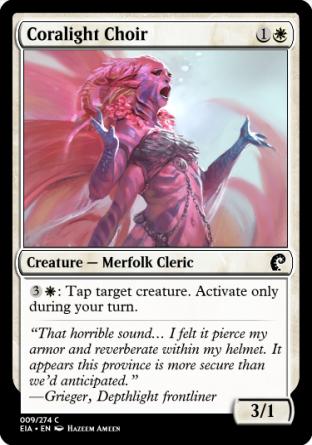 Coralight Choir 1
Creature — Merfolk Cleric
3 : Tap target creature. Activate only
during your turn.
“That horrible sound… I felt it pierce my
armor and reverberate within my helmet. It
appears this province is more secure than
we’d anticipated.”
—Grieger, Depthlight frontliner
3/1
009/274 C
EIA • EN Hazeem Ameen